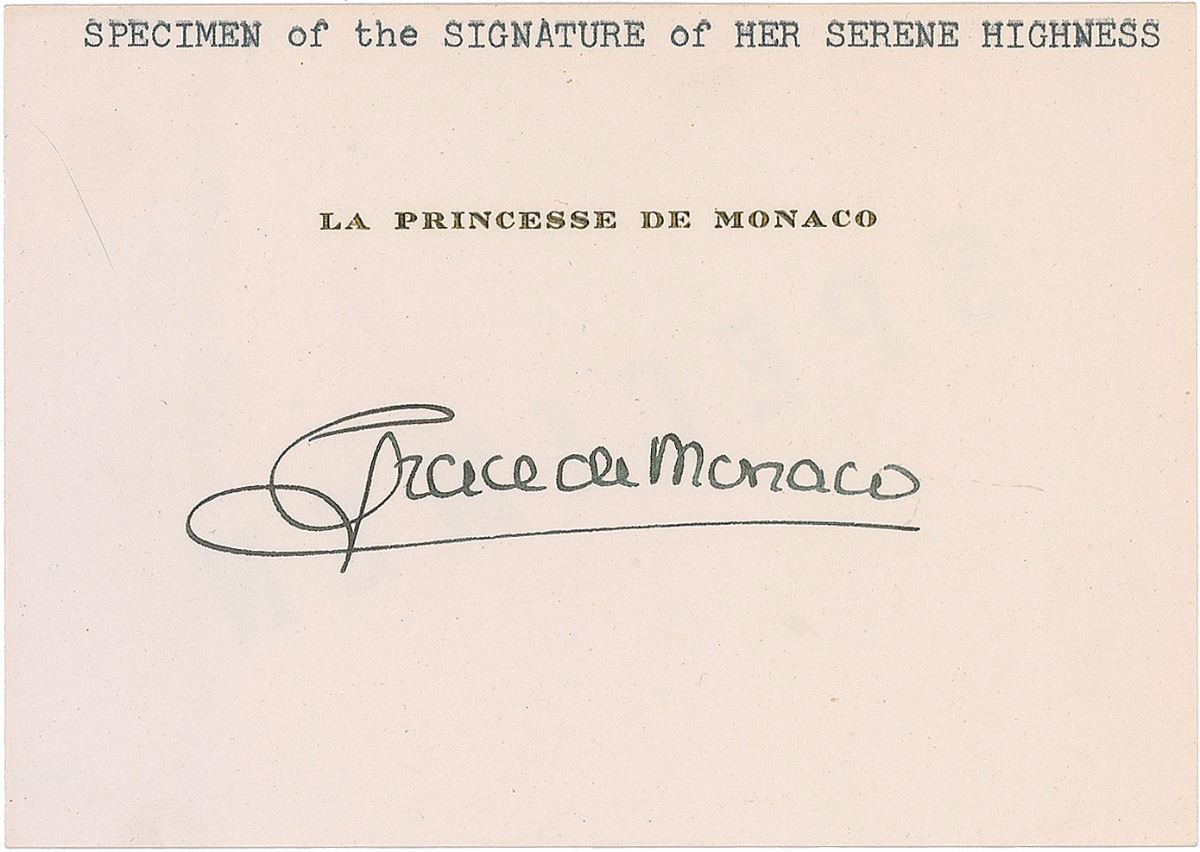 SPECIMEN of the SIGNATURE of HER SERENE HIGHNESS
LA PRINCESSE DE MONACO
Grace de Monaco